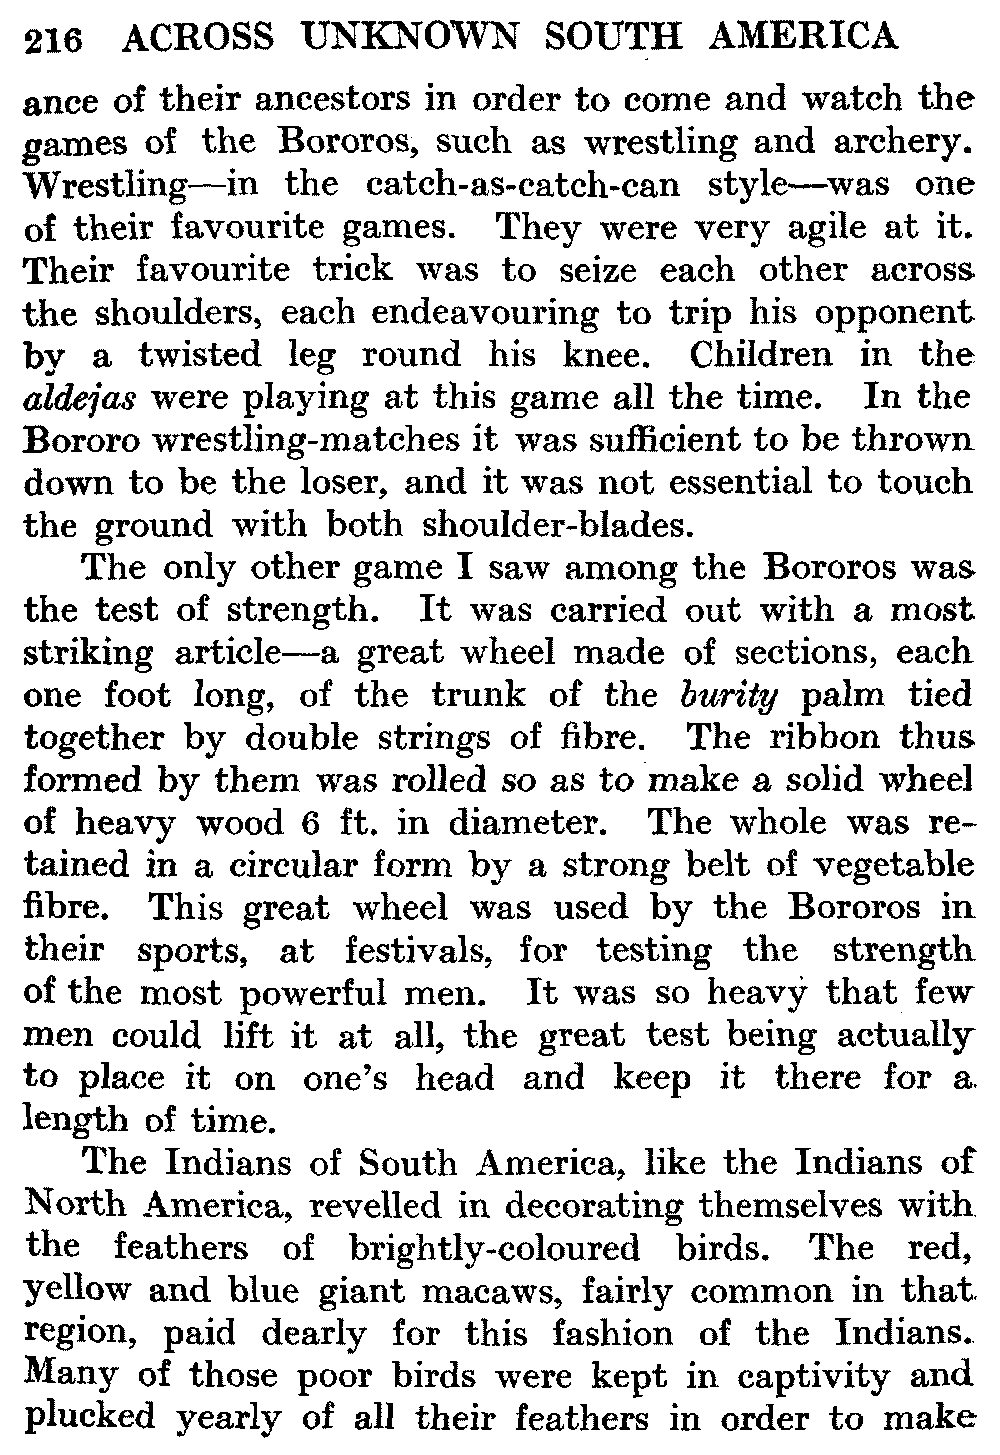 216 ACROSS UNKNOWN SOUTH AMERICA
ance of their ancestors in order to come and watch the
games of the Bororos, such as wrestling and archery.
Wrestling—in the catch-as-catch-can style—was one
of their favourite games. They were very agile at it.
Their favourite trick was to seize each other across
the shoulders, each endeavouring to trip his opponent
by a twisted leg round his knee. Children in the
aldejas were playing at this game all the time. In the
Bororo wrestling-matches it was sufficient to be thrown
down to be the loser, and it was not essential to touch
the ground with both shoulder-blades.
The only other game I saw among the Bororos was
the test of strength. It was carried out with a most
striking article—a great wheel made of sections, each
one foot long, of the trunk of the burity palm tied
together by double strings of fibre. The ribbon thus
formed by them was rolled so as to make a solid wheel
of heavy wood 6 ft. in diameter. The whole was re-
tained in a circular form by a strong belt of vegetable
fibre. This great wheel was used by the Bororos in
their sports, at festivals, for testing the strength
of the most powerful men. It was so heavy that few
men could lift it at all, the great test being actually
to place it on one's head and keep it there for a
length of time.
The Indians of South America, like the Indians of
North America, revelled in decorating themselves with
the feathers of brightly-coloured birds. The red,
yellow and blue giant macaws, fairly common in that
region, paid dearly for this fashion of the Indians.
Many of those poor birds were kept in captivity and
plucked yearly of all their feathers in order to make